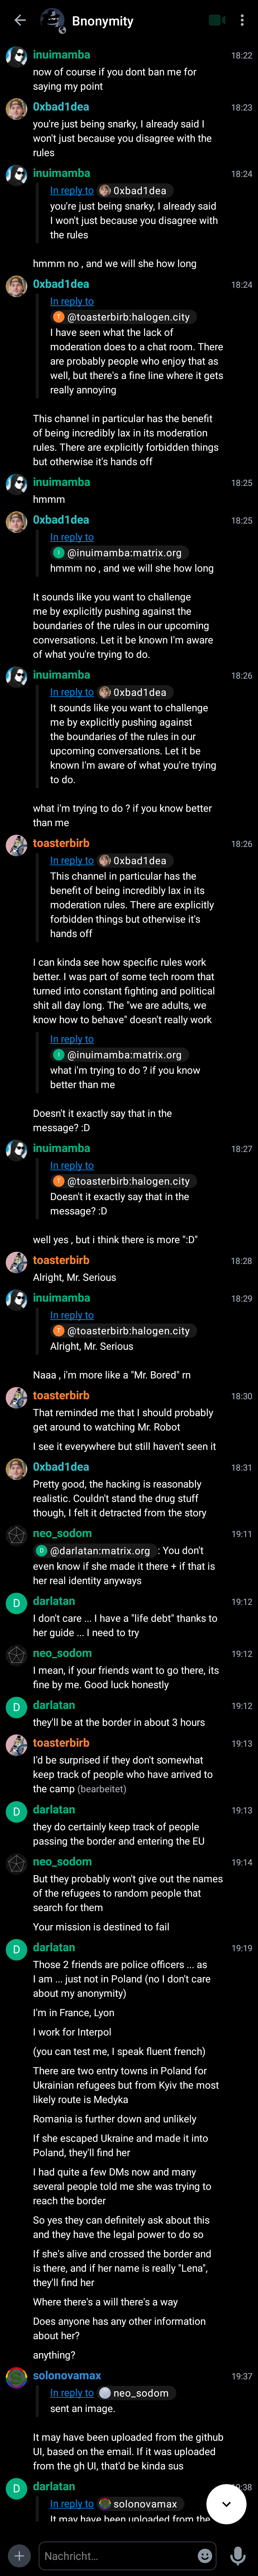 Bnonymity
inuimamba 18:22
now of course if you dont ban me for
saying my point
0xbad1dea 18:23
you're just being snarky, I already said I
won't just because you disagree with the
rules
inuimamba 18:24
In reply to 0xbad1dea
you're just being snarky, I already said
I won't just because you disagree with
the rules
hmmm no , and we will she how long
0xbad1dea 18:24
In reply to
T @toasterbirb:halogen.city
I have seen what the lack of
moderation does to a chat room. There
are probably people who enjoy that as
well, but there's a fine line where it gets
really annoying
This channel in particular has the benefit
of being incredibly lax in its moderation
rules. There are explicitly forbidden things
but otherwise it's hands off
inuimamba 18:25
hmmm
0xbad1dea 18:25
In reply to
I @inuimamba:matrix.org
hmmm no , and we will she how long
It sounds like you want to challenge
me by explicitly pushing against the
boundaries of the rules in our upcoming
conversations. Let it be known I'm aware
of what you're trying to do.
inuimamba 18:26
In reply to 0xbad1dea
It sounds like you want to challenge
me by explicitly pushing against
the boundaries of the rules in our
upcoming conversations. Let it be
known I'm aware of what you're trying
to do.
what i'm trying to do ? if you know better
than me
toasterbirb 18:26
In reply to 0xbad1dea
This channel in particular has the
benefit of being incredibly lax in its
moderation rules. There are explicitly
forbidden things but otherwise it's
hands off
I can kinda see how specific rules work
better. I was part of some tech room that
turned into constant fighting and political
shit all day long. The "we are adults, we
know how to behave" doesn't really work
In reply to
I @inuimamba:matrix.org
what i'm trying to do ? if you know
better than me
Doesn't it exactly say that in the
message? :D
inuimamba 18:27
In reply to
T @toasterbirb:halogen.city
Doesn't it exactly say that in the
message? :D
well yes , but i think there is more ":D"
toasterbirb 18:28
Alright, Mr. Serious
inuimamba 18:29
In reply to
T @toasterbirb:halogen.city
Alright, Mr. Serious
Naaa , i'm more like a "Mr. Bored" rn
toasterbirb 18:30
That reminded me that I should probably
get around to watching Mr. Robot
I see it everywhere but still haven't seen it
0xbad1dea 18:31
Pretty good, the hacking is reasonably
realistic. Couldn't stand the drug stuff
though, I felt it detracted from the story
neo_sodom 19:11
D @darlatan:matrix.org : You don't
even know if she made it there + if that is
her real identity anyways
D darlatan 19:12
I don't care ... I have a "life debt" thanks to
her guide ... I need to try
neo_sodom 19:12
I mean, if your friends want to go there, its
fine by me. Good luck honestly
D darlatan 19:12
they'll be at the border in about 3 hours
toasterbirb 19:13
I'd be surprised if they don't somewhat
keep track of people who have arrived to
the camp (bearbeitet)
D darlatan 19:13
they do certainly keep track of people
passing the border and entering the EU
neo_sodom 19:14
But they probably won't give out the names
of the refugees to random people that
search for them
Your mission is destined to fail
D darlatan 19:19
Those 2 friends are police officers ... as
I am ... just not in Poland (no I don't care
about my anonymity)
I'm in France, Lyon
I work for Interpol
(you can test me, I speak fluent french)
There are two entry towns in Poland for
Ukrainian refugees but from Kyiv the most
likely route is Medyka
Romania is further down and unlikely
If she escaped Ukraine and made it into
Poland, they'll find her
I had quite a few DMs now and many
several people told me she was trying to
reach the border
So yes they can definitely ask about this
and they have the legal power to do so
If she's alive and crossed the border and
is there, and if her name is really "Lena",
they'll find her
Where there's a will there's a way
Does anyone has any other information
about her?
anything?
solonovamax 19:37
In reply to neo_sodom
sent an image.
It may have been uploaded from the github
UI, based on the email. If it was uploaded
from the gh UI, that'd be kinda sus
D darlatan 9:38
In reply to solonovamax
It may have been uploaded from the
Nachricht...